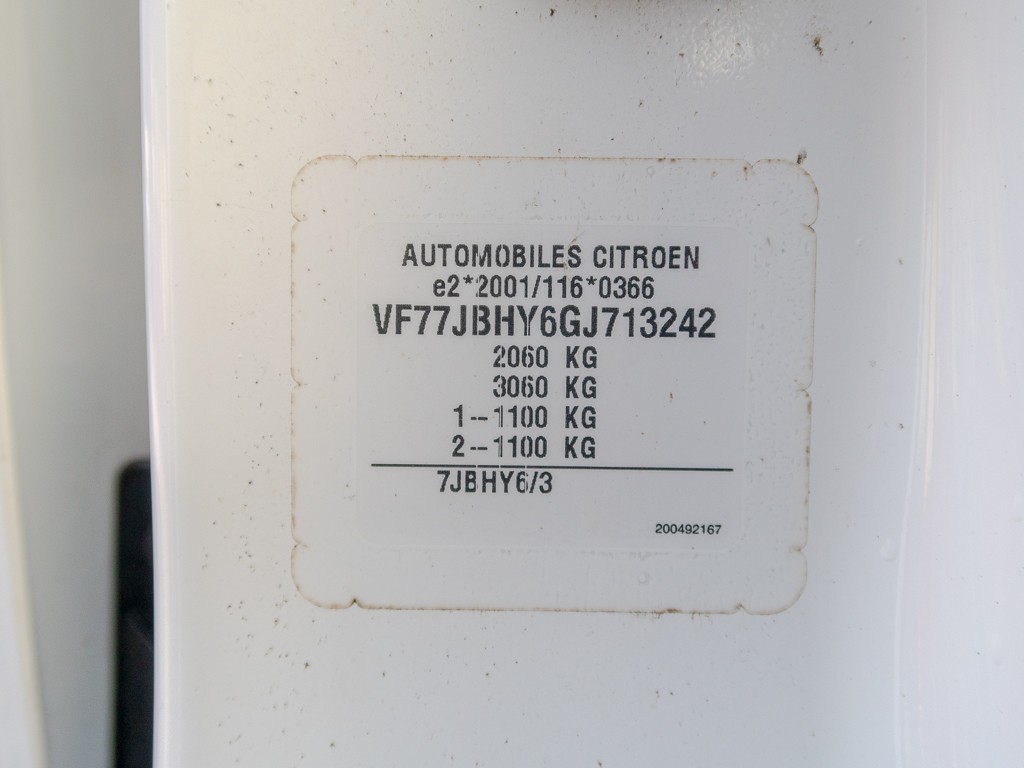 AUTOMOBILES CITROEN
e2*2001/116*0366
VF77JBHY6GJ713242
2060 KG
3060 KG
1--1100 KG
2--1100 KG
7JBHY6/3
200492167